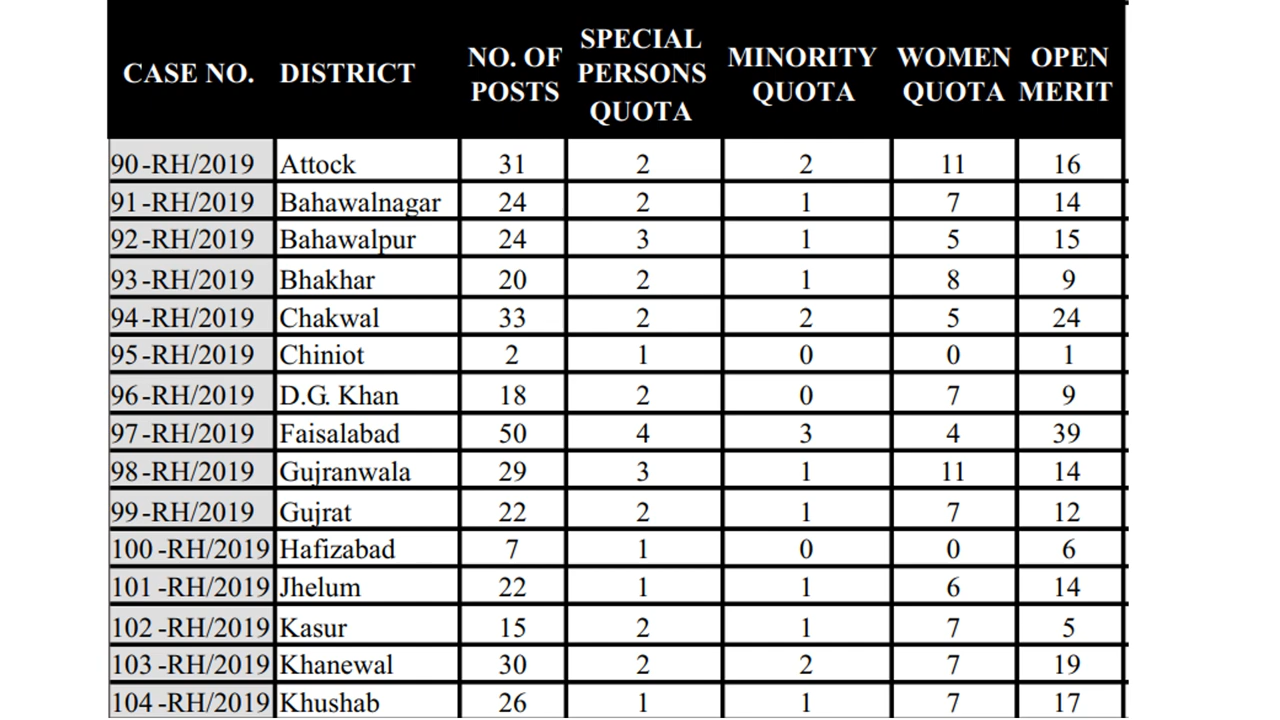 CASE NO. DISTRICT NO. OF POSTS SPECIAL PERSONS QUOTA MINORITY QUOTA WOMEN QUOTA OPEN MERIT
90-RH/2019 Attock 31 2 2 11 16
91-RH/2019 Bahawalnagar 24 2 1 7 14
92-RH/2019 Bahawalpur 24 3 1 5 15
93-RH/2019 Bhakhar 20 2 1 8 9
94-RH/2019 Chakwal 33 2 2 5 24
95-RH/2019 Chiniot 2 1 0 0 1
96-RH/2019 D.G. Khan 18 2 0 7 9
97-RH/2019 Faisalabad 50 4 3 4 39
98-RH/2019 Gujranwala 29 3 1 11 14
99-RH/2019 Gujrat 22 2 1 7 12
100-RH/2019 Hafizabad 7 1 0 0 6
101-RH/2019 Jhelum 22 1 1 6 14
102-RH/2019 Kasur 15 2 1 7 5
103-RH/2019 Khanewal 30 2 2 7 19
104-RH/2019 Khushab 26 1 1 7 17